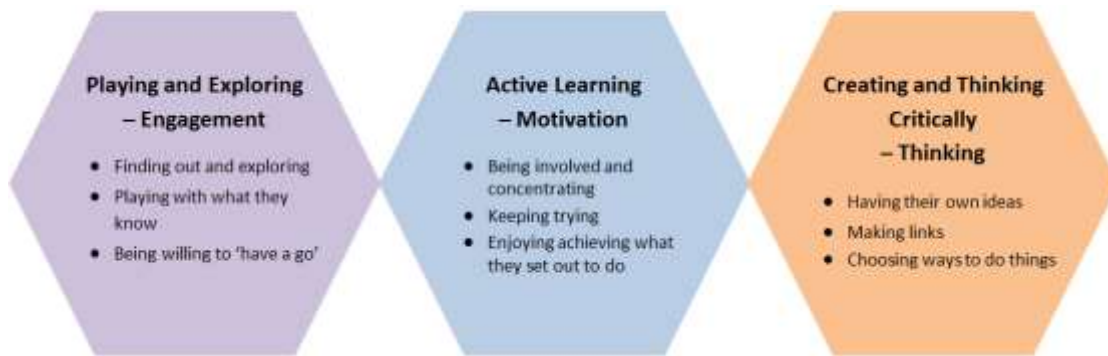 Playing and Exploring
– Engagement
● Finding out and exploring
● Playing with what they
know
● Being willing to ‘have a go’
Active Learning
– Motivation
● Being involved and
concentrating
● Keeping trying
● Enjoying achieving what
they set out to do
Creating and Thinking
Critically
– Thinking
● Having their own ideas
● Making links
● Choosing ways to do things